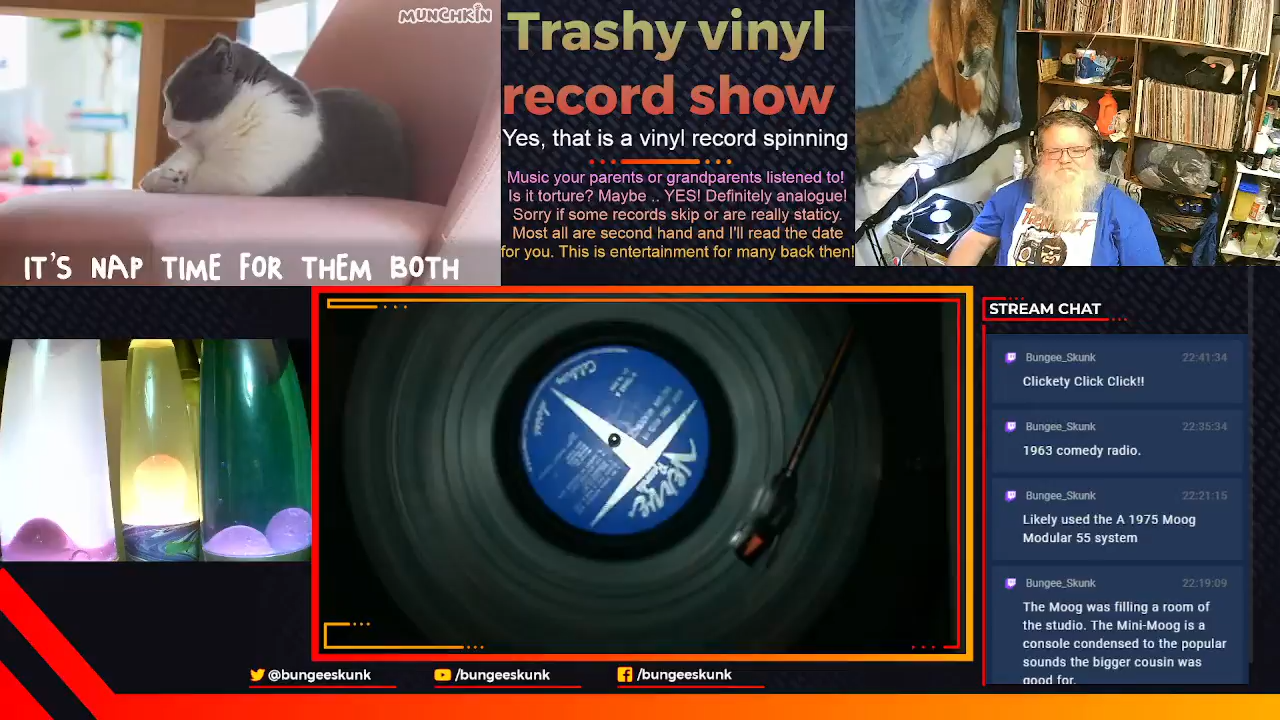 MUNCHKIN
IT'S NAP TIME FOR THEM BOTH
Trashy vinyl
record show
Yes, that is a vinyl record spinning
Music your parents or grandparents listened to!
Is it torture? Maybe .. YES! Definitely analogue!
Sorry if some records skip or are really staticy.
Most all are second hand and I'll read the date
for you. This is entertainment for many back then!
Verve
Records
STREAM CHAT
Bungee_Skunk 22:41:34
Clickety Click Click!!
Bungee_Skunk 22:35:34
1963 comedy radio.
Bungee_Skunk 22:21:15
Likely used the A 1975 Moog
Modular 55 system
Bungee_Skunk 22:19:09
The Moog was filling a room of
the studio. The Mini-Moog is a
console condensed to the popular
sounds the bigger cousin was
good for.
@bungeeskunk
/bungeeskunk
/bungeeskunk